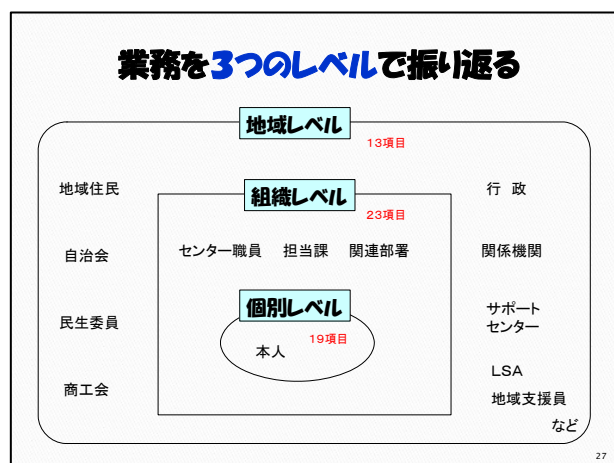 業務を3つのレベルで振り返る
地域レベル
13項目
地域住民
自治会
民生委員
商工会
組織レベル
23項目
センター職員 担当課 関連部署
個別レベル
19項目
本人
行 政
関係機関
サポート
センター
LSA
地域支援員
など
27